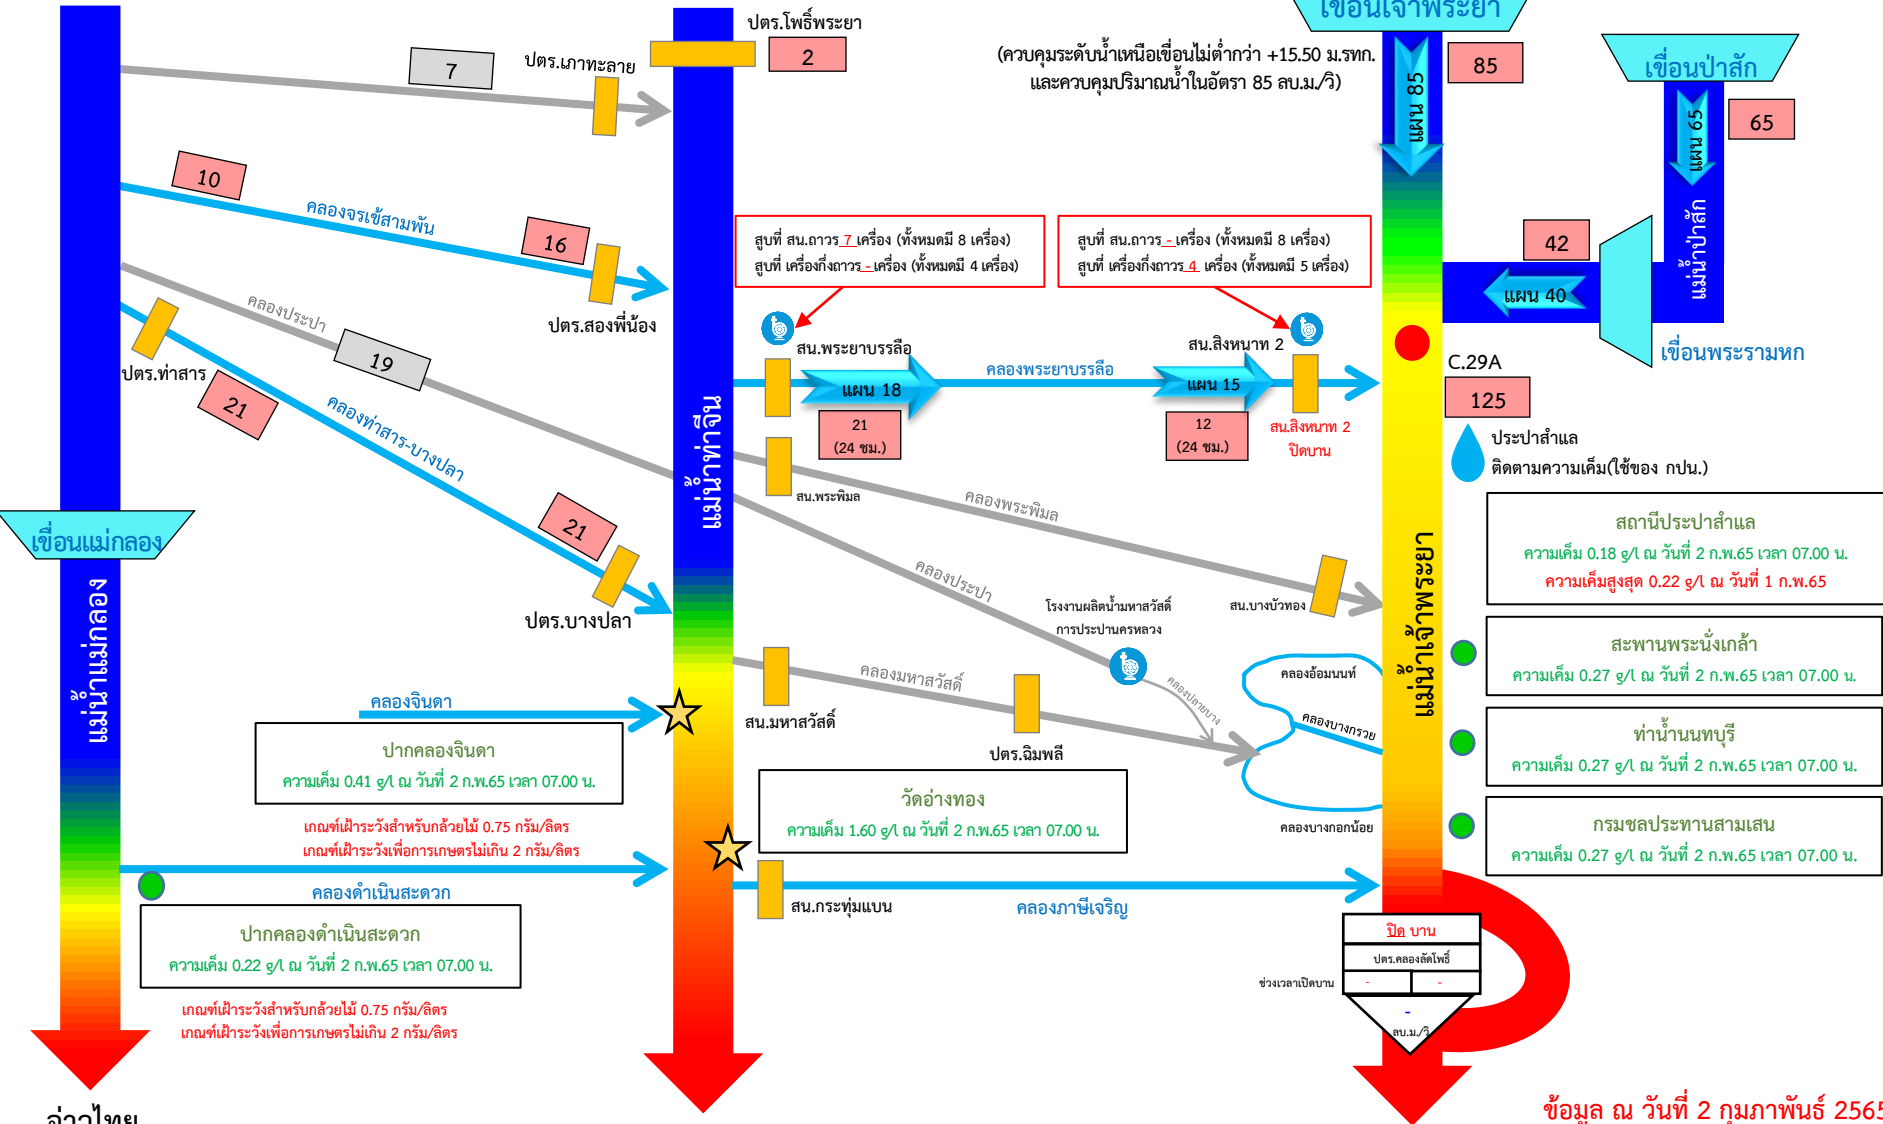 เขื่อนเจ้าพระยา
ปตร.โพธิ์พระยา
2
(ควบคุมระดับน้ำเหนือเขื่อนไม่ต่ำกว่า +15.50 ม.รทก.
และควบคุมปริมาณน้ำในอัตรา 85 ลบ.ม./วิ)
แผน 85
85
เขื่อนป่าสัก
แผน 65
65
7
ปตร.เภาทะลาย
10
คลองจรเข้สามพัน
16
ปตร.สองพี่น้อง
สูบที่ สน.ถาวร 7 เครื่อง (ทั้งหมดมี 8 เครื่อง)
สูบที่ เครื่องกึ่งถาวร - เครื่อง (ทั้งหมดมี 4 เครื่อง)
สูบที่ สน.ถาวร - เครื่อง (ทั้งหมดมี 8 เครื่อง)
สูบที่ เครื่องกึ่งถาวร 4 เครื่อง (ทั้งหมดมี 5 เครื่อง)
42
แผน 40
แม่น้ำป่าสัก
เขื่อนพระรามหก
คลองประปา
19
ปตร.ท่าสาร
21
คลองท่าสาร-บางปลา
21
ปตร.บางปลา
สน.พระยาบรรลือ
แผน 18
21
(24 ชม.)
คลองพระยาบรรลือ
สน.สิงหนาท 2
แผน 15
12
(24 ชม.)
สน.สิงหนาท 2
ปิดบาน
C.29A
125
ประปาสำแล
ติดตามความเค็ม(ใช้ของ กปน.)
แม่น้ำท่าจีน
สน.พระพิมล
คลองพระพิมล
สน.บางบัวทอง
เขื่อนแม่กลอง
แม่น้ำแม่กลอง
แม่น้ำเจ้าพระยา
สถานีประปาสำแล
ความเค็ม 0.18 g/l ณ วันที่ 2 ก.พ.65 เวลา 07.00 น.
ความเค็มสูงสุด 0.22 g/l ณ วันที่ 1 ก.พ.65
คลองประปา
โรงงานผลิตน้ำมหาสวัสดิ์
การประปานครหลวง
สะพานพระนั่งเกล้า
ความเค็ม 0.27 g/l ณ วันที่ 2 ก.พ.65 เวลา 07.00 น.
คลองมหาสวัสดิ์
สน.มหาสวัสดิ์
ปตร.ฉิมพลี
คลองปลายบาง
คลองอ้อมนนท์
คลองบางกรวย
คลองบางกอกน้อย
ท่าน้ำนนทบุรี
ความเค็ม 0.27 g/l ณ วันที่ 2 ก.พ.65 เวลา 07.00 น.
กรมชลประทานสามเสน
ความเค็ม 0.27 g/l ณ วันที่ 2 ก.พ.65 เวลา 07.00 น.
คลองจินดา
ปากคลองจินดา
ความเค็ม 0.41 g/l ณ วันที่ 2 ก.พ.65 เวลา 07.00 น.
เกณฑ์เฝ้าระวังสำหรับกล้วยไม้ 0.75 กรัม/ลิตร
เกณฑ์เฝ้าระวังเพื่อการเกษตรไม่เกิน 2 กรัม/ลิตร
วัดอ่างทอง
ความเค็ม 1.60 g/l ณ วันที่ 2 ก.พ.65 เวลา 07.00 น.
คลองดำเนินสะดวก
ปากคลองดำเนินสะดวก
ความเค็ม 0.22 g/l ณ วันที่ 2 ก.พ.65 เวลา 07.00 น.
เกณฑ์เฝ้าระวังสำหรับกล้วยไม้ 0.75 กรัม/ลิตร
เกณฑ์เฝ้าระวังเพื่อการเกษตรไม่เกิน 2 กรัม/ลิตร
สน.กระทุ่มแบน
คลองภาษีเจริญ
ปิด บาน
ปตร.คลองลัดโพธิ์
ช่วงเวลาเปิดบาน
- -
-
ลบ.ม./วิ
อ่าวไทย
ข้อมูล ณ วันที่ 2 กุมภาพันธ์ 2565